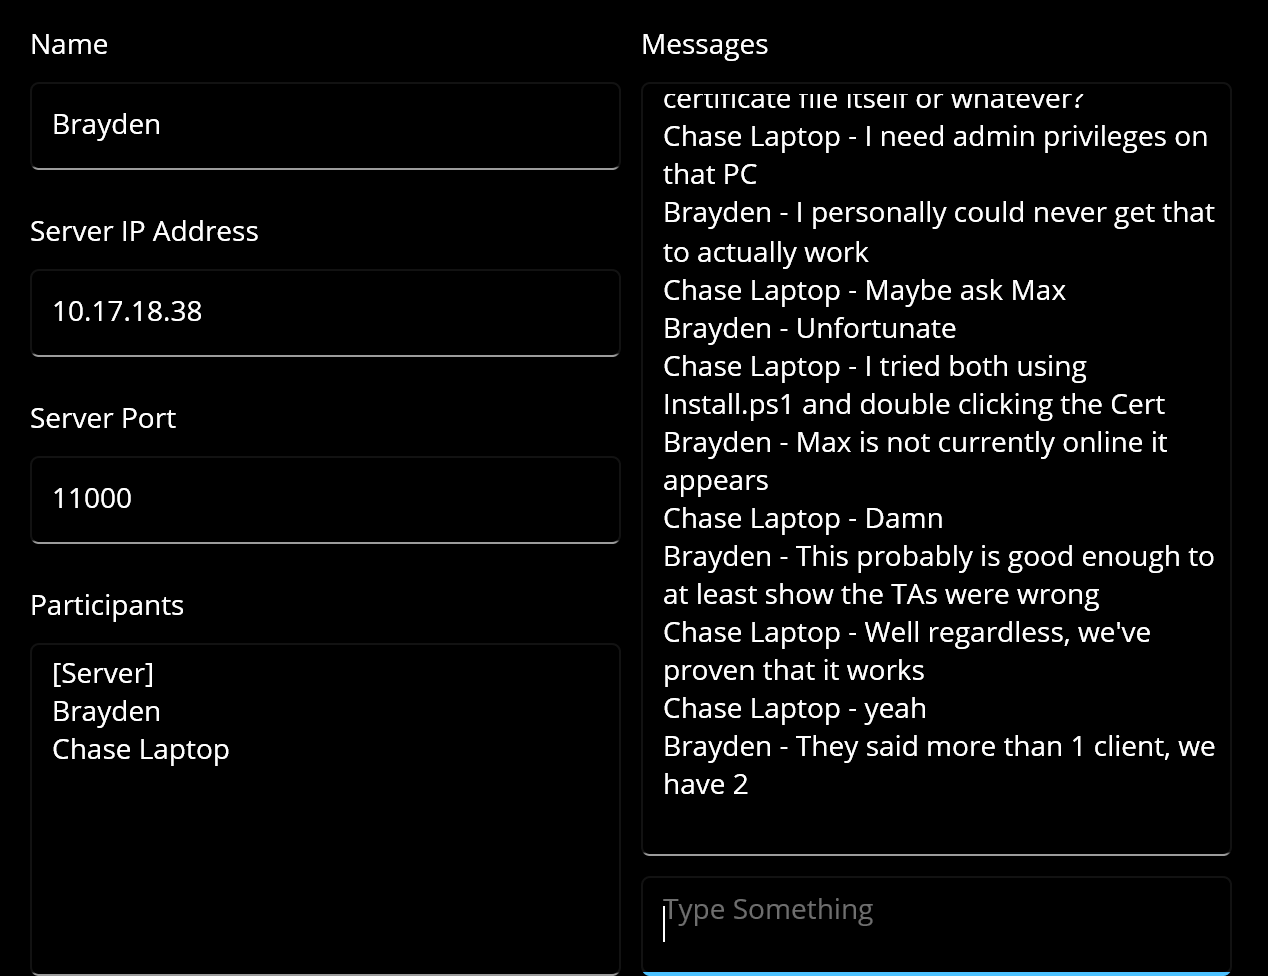 Name
Brayden
Server IP Address
10.17.18.38
Server Port
11000
Participants
[Server]
Brayden
Chase Laptop
Messages
certificate file itself or whatever?
Chase Laptop - I need admin privileges on
that PC
Brayden - I personally could never get that
to actually work
Chase Laptop - Maybe ask Max
Brayden - Unfortunate
Chase Laptop - I tried both using
Install.ps1 and double clicking the Cert
Brayden - Max is not currently online it
appears
Chase Laptop - Damn
Brayden - This probably is good enough to
at least show the TAs were wrong
Chase Laptop - Well regardless, we've
proven that it works
Chase Laptop - yeah
Brayden - They said more than 1 client, we
have 2
Type Something